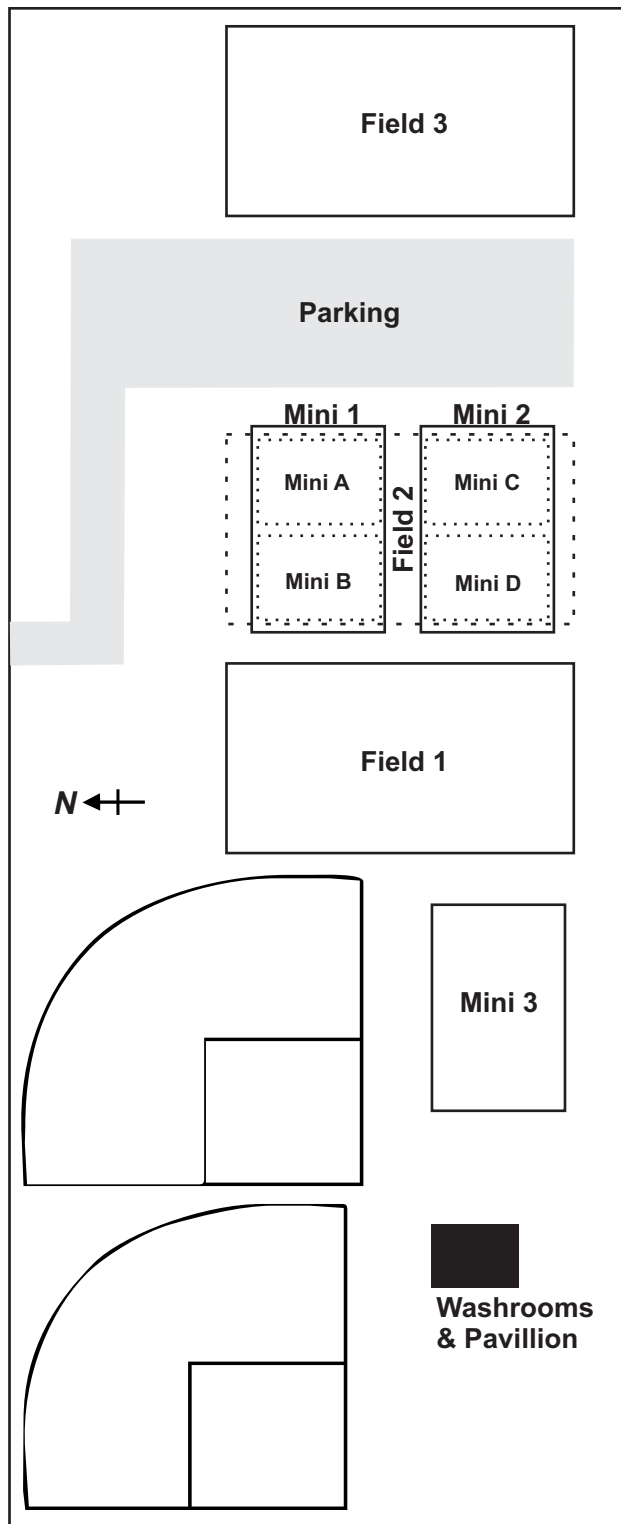 Field 3
Parking
Mini 1
Mini 2
Mini A
Mini C
Field 2
Mini B
Mini D
Field 1
N
Mini 3
Washrooms
& Pavillion